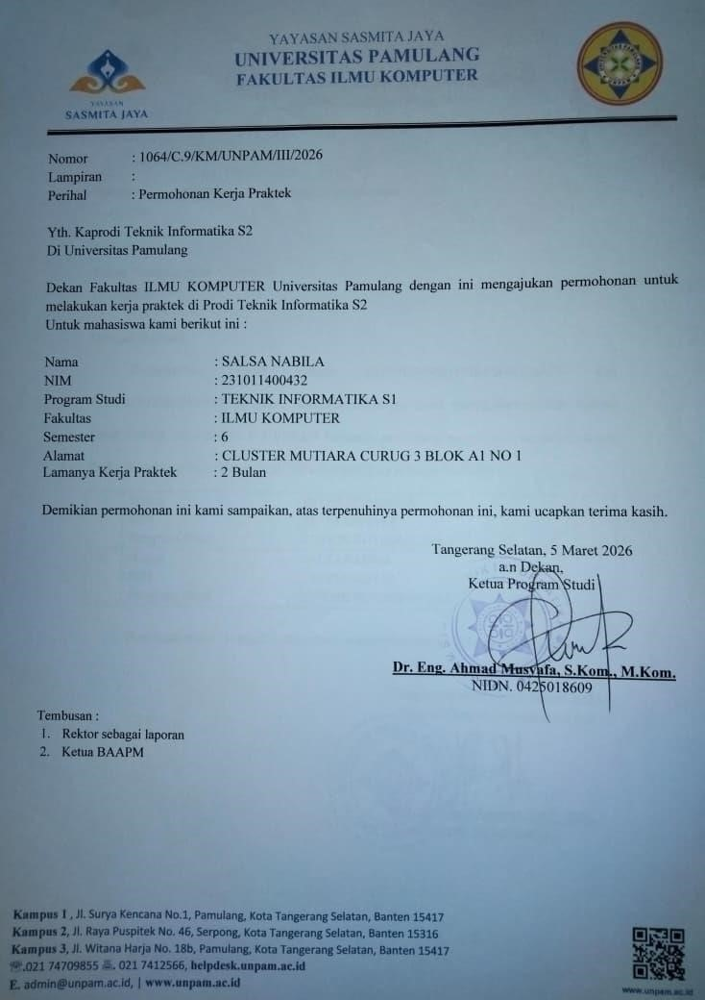 YAYASAN SASMITA JAYA
UNIVERSITAS PAMULANG
FAKULTAS ILMU KOMPUTER
YAYASAN
SASMITA JAYA
Nomor : 1064/C.9/KM/UNPAM/III/2026
Lampiran :
Perihal : Permohonan Kerja Praktek
Yth. Kaprodi Teknik Informatika S2
Di Universitas Pamulang
Dekan Fakultas ILMU KOMPUTER Universitas Pamulang dengan ini mengajukan permohonan untuk
melakukan kerja praktek di Prodi Teknik Informatika S2
Untuk mahasiswa kami berikut ini :
Nama : SALSA NABILA
NIM : 231011400432
Program Studi : TEKNIK INFORMATIKA S1
Fakultas : ILMU KOMPUTER
Semester : 6
Alamat : CLUSTER MUTIARA CURUG 3 BLOK A1 NO 1
Lamanya Kerja Praktek : 2 Bulan
Demikian permohonan ini kami sampaikan, atas terpenuhinya permohonan ini, kami ucapkan terima kasih.
Tangerang Selatan, 5 Maret 2026
a.n Dekan,
Ketua Program Studi
Dr. Eng. Ahmad Musyafa, S.Kom., M.Kom.
NIDN. 0425018609
Tembusan :
1. Rektor sebagai laporan
2. Ketua BAAPM
Kampus 1 , Jl. Surya Kencana No.1, Pamulang, Kota Tangerang Selatan, Banten 15417
Kampus 2, Jl. Raya Puspitek No. 46, Serpong, Kota Tangerang Selatan, Banten 15316
Kampus 3, Jl. Witana Harja No. 18b, Pamulang, Kota Tangerang Selatan, Banten 15417
☏.021 74709855 🖷. 021 7412566, helpdesk.unpam.ac.id
E. admin@unpam.ac.id, | www.unpam.ac.id
www.unpam.ac.id